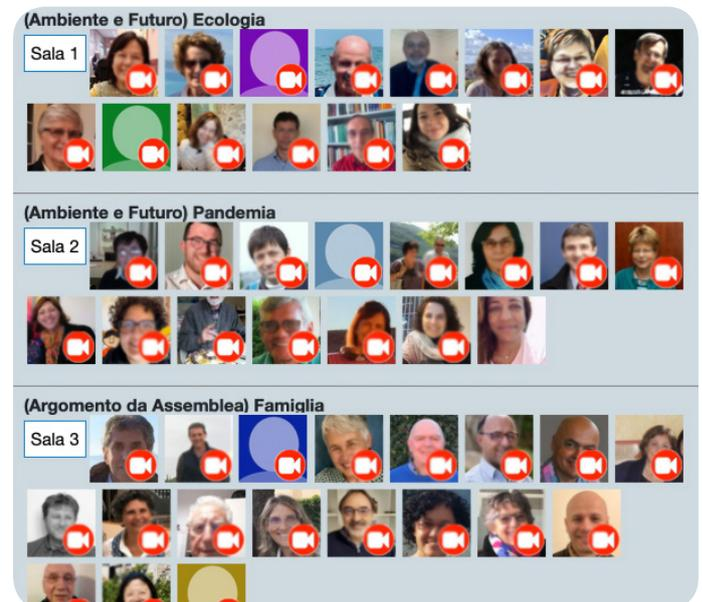 (Ambiente e Futuro) Ecologia
Sala 1
(Ambiente e Futuro) Pandemia
Sala 2
(Argomento da Assemblea) Famiglia
Sala 3